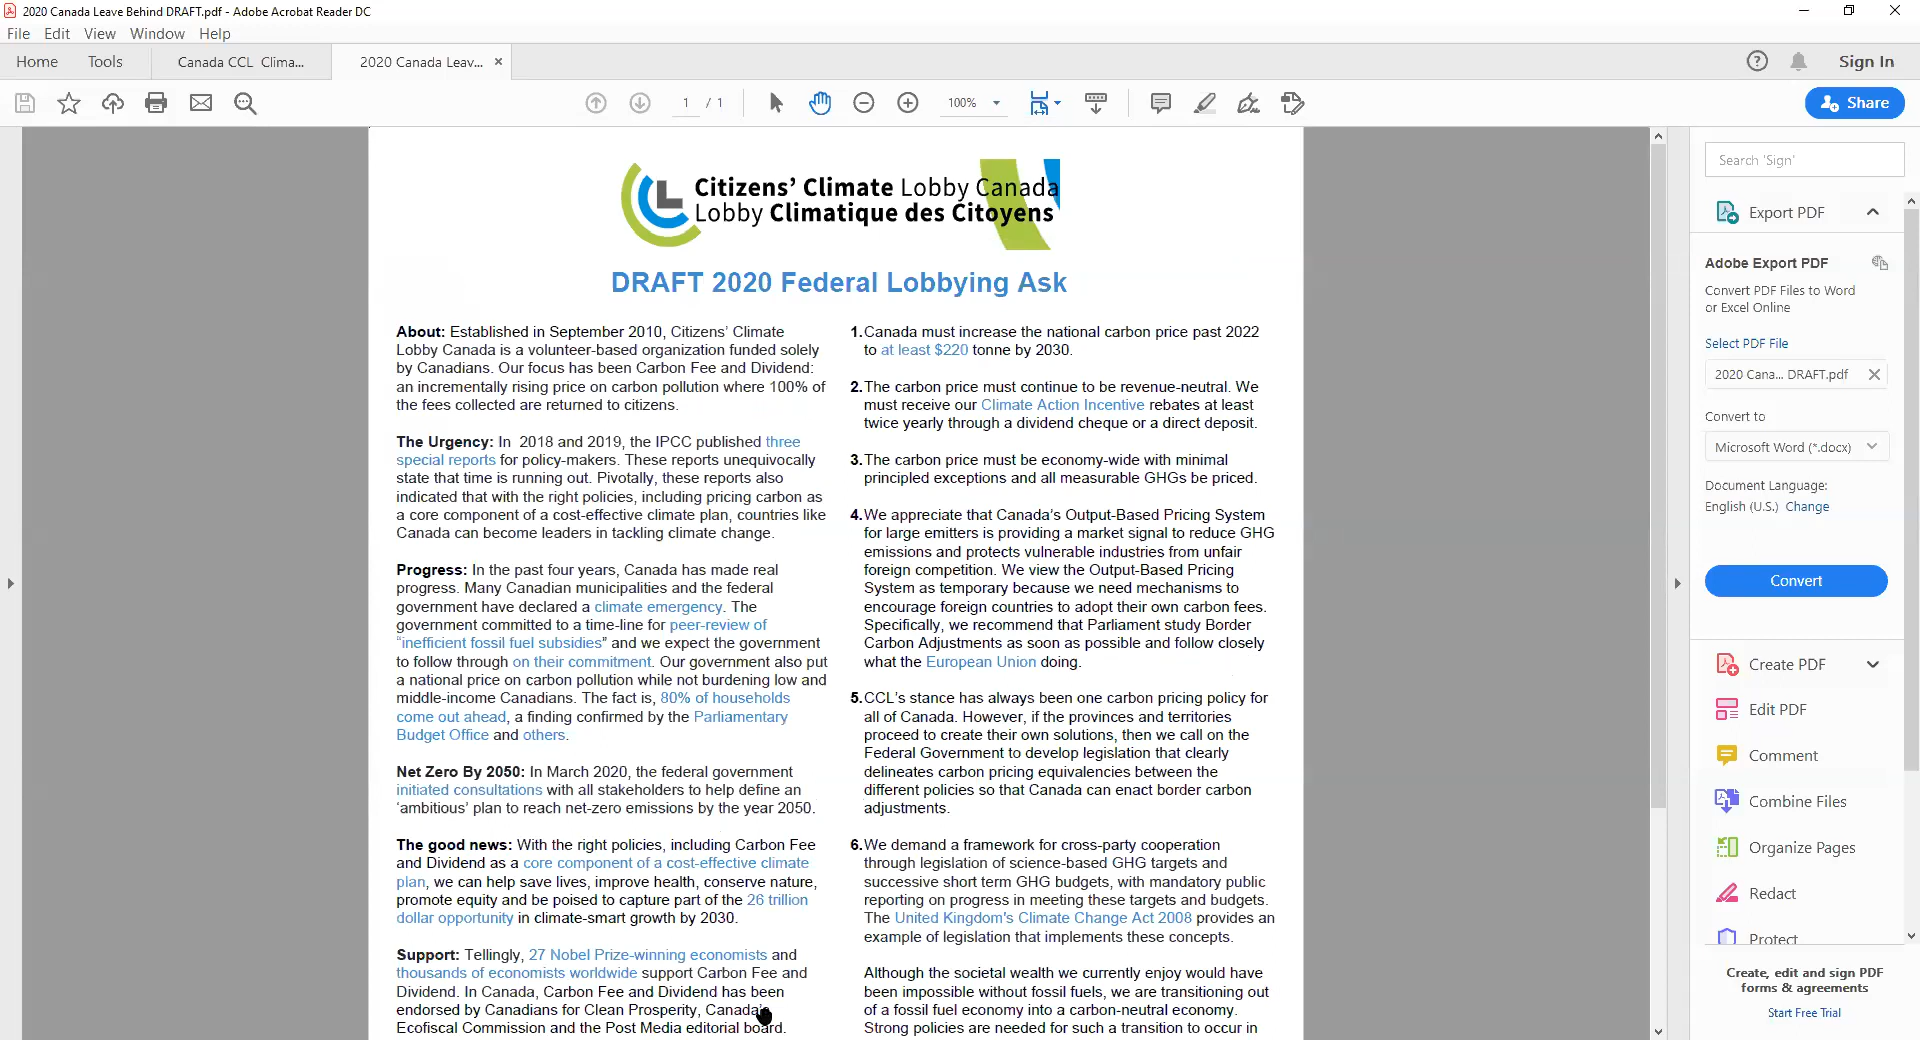 2020 Canada Leave Behind DRAFT.pdf - Adobe Acrobat Reader DC
File Edit View Window Help
Home Tools Canada CCL Clima... 2020 Canada Leav... Sign In
1 / 1 100% Share
Citizens’ Climate Lobby Canada
Lobby Climatique des Citoyens
DRAFT 2020 Federal Lobbying Ask
About: Established in September 2010, Citizens’ Climate
Lobby Canada is a volunteer-based organization funded solely
by Canadians. Our focus has been Carbon Fee and Dividend:
an incrementally rising price on carbon pollution where 100% of
the fees collected are returned to citizens.
The Urgency: In 2018 and 2019, the IPCC published three
special reports for policy-makers. These reports unequivocally
state that time is running out. Pivotally, these reports also
indicated that with the right policies, including pricing carbon as
a core component of a cost-effective climate plan, countries like
Canada can become leaders in tackling climate change.
Progress: In the past four years, Canada has made real
progress. Many Canadian municipalities and the federal
government have declared a climate emergency. The
government committed to a time-line for peer-review of
“inefficient fossil fuel subsidies” and we expect the government
to follow through on their commitment. Our government also put
a national price on carbon pollution while not burdening low and
middle-income Canadians. The fact is, 80% of households
come out ahead, a finding confirmed by the Parliamentary
Budget Office and others.
Net Zero By 2050: In March 2020, the federal government
initiated consultations with all stakeholders to help define an
‘ambitious’ plan to reach net-zero emissions by the year 2050.
The good news: With the right policies, including Carbon Fee
and Dividend as a core component of a cost-effective climate
plan, we can help save lives, improve health, conserve nature,
promote equity and be poised to capture part of the 26 trillion
dollar opportunity in climate-smart growth by 2030.
Support: Tellingly, 27 Nobel Prize-winning economists and
thousands of economists worldwide support Carbon Fee and
Dividend. In Canada, Carbon Fee and Dividend has been
endorsed by Canadians for Clean Prosperity, Canada’s
Ecofiscal Commission and the Post Media editorial board.
1.Canada must increase the national carbon price past 2022
to at least $220 tonne by 2030.
2.The carbon price must continue to be revenue-neutral. We
must receive our Climate Action Incentive rebates at least
twice yearly through a dividend cheque or a direct deposit.
3.The carbon price must be economy-wide with minimal
principled exceptions and all measurable GHGs be priced.
4.We appreciate that Canada’s Output-Based Pricing System
for large emitters is providing a market signal to reduce GHG
emissions and protects vulnerable industries from unfair
foreign competition. We view the Output-Based Pricing
System as temporary because we need mechanisms to
encourage foreign countries to adopt their own carbon fees.
Specifically, we recommend that Parliament study Border
Carbon Adjustments as soon as possible and follow closely
what the European Union doing.
5.CCL’s stance has always been one carbon pricing policy for
all of Canada. However, if the provinces and territories
proceed to create their own solutions, then we call on the
Federal Government to develop legislation that clearly
delineates carbon pricing equivalencies between the
different policies so that Canada can enact border carbon
adjustments.
6.We demand a framework for cross-party cooperation
through legislation of science-based GHG targets and
successive short term GHG budgets, with mandatory public
reporting on progress in meeting these targets and budgets.
The United Kingdom’s Climate Change Act 2008 provides an
example of legislation that implements these concepts.
Although the societal wealth we currently enjoy would have
been impossible without fossil fuels, we are transitioning out
of a fossil fuel economy into a carbon-neutral economy.
Strong policies are needed for such a transition to occur in
Search 'Sign'
Export PDF
Adobe Export PDF
Convert PDF Files to Word
or Excel Online
Select PDF File
2020 Cana... DRAFT.pdf
Convert to
Microsoft Word (*.docx)
Document Language:
English (U.S.) Change
Convert
Create PDF
Edit PDF
Comment
Combine Files
Organize Pages
Redact
Protect
Create, edit and sign PDF
forms & agreements
Start Free Trial